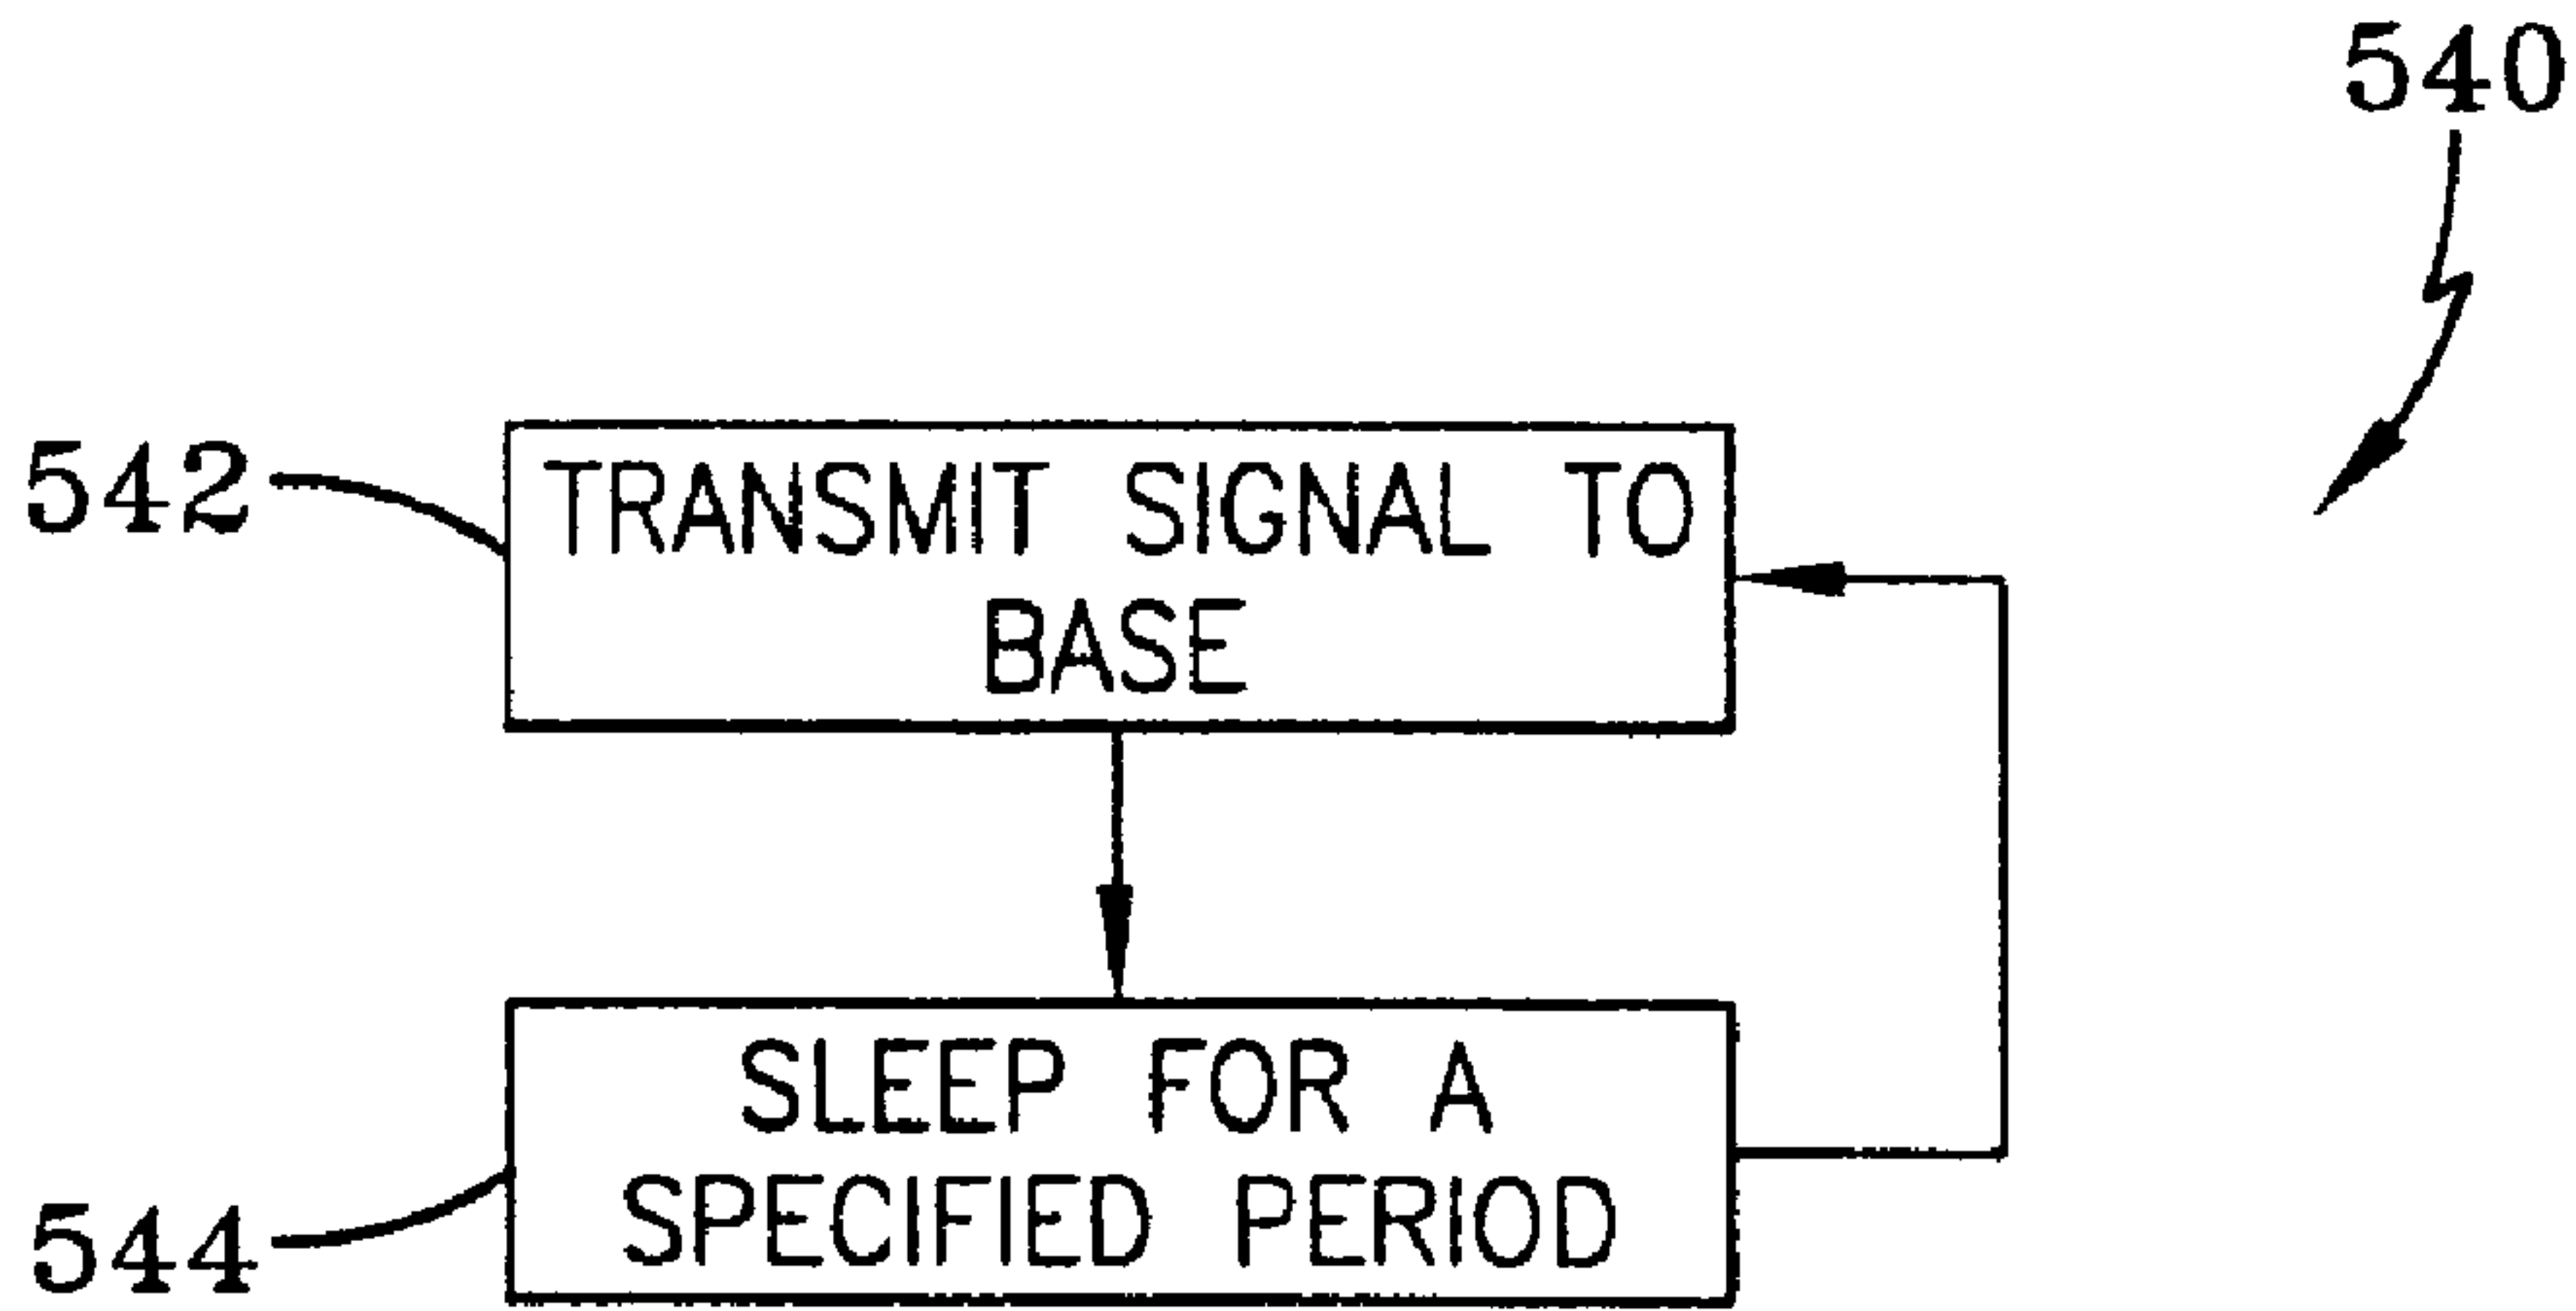 540
542
TRANSMIT SIGNAL TO
BASE
SLEEP FOR A
SPECIFIED PERIOD
544